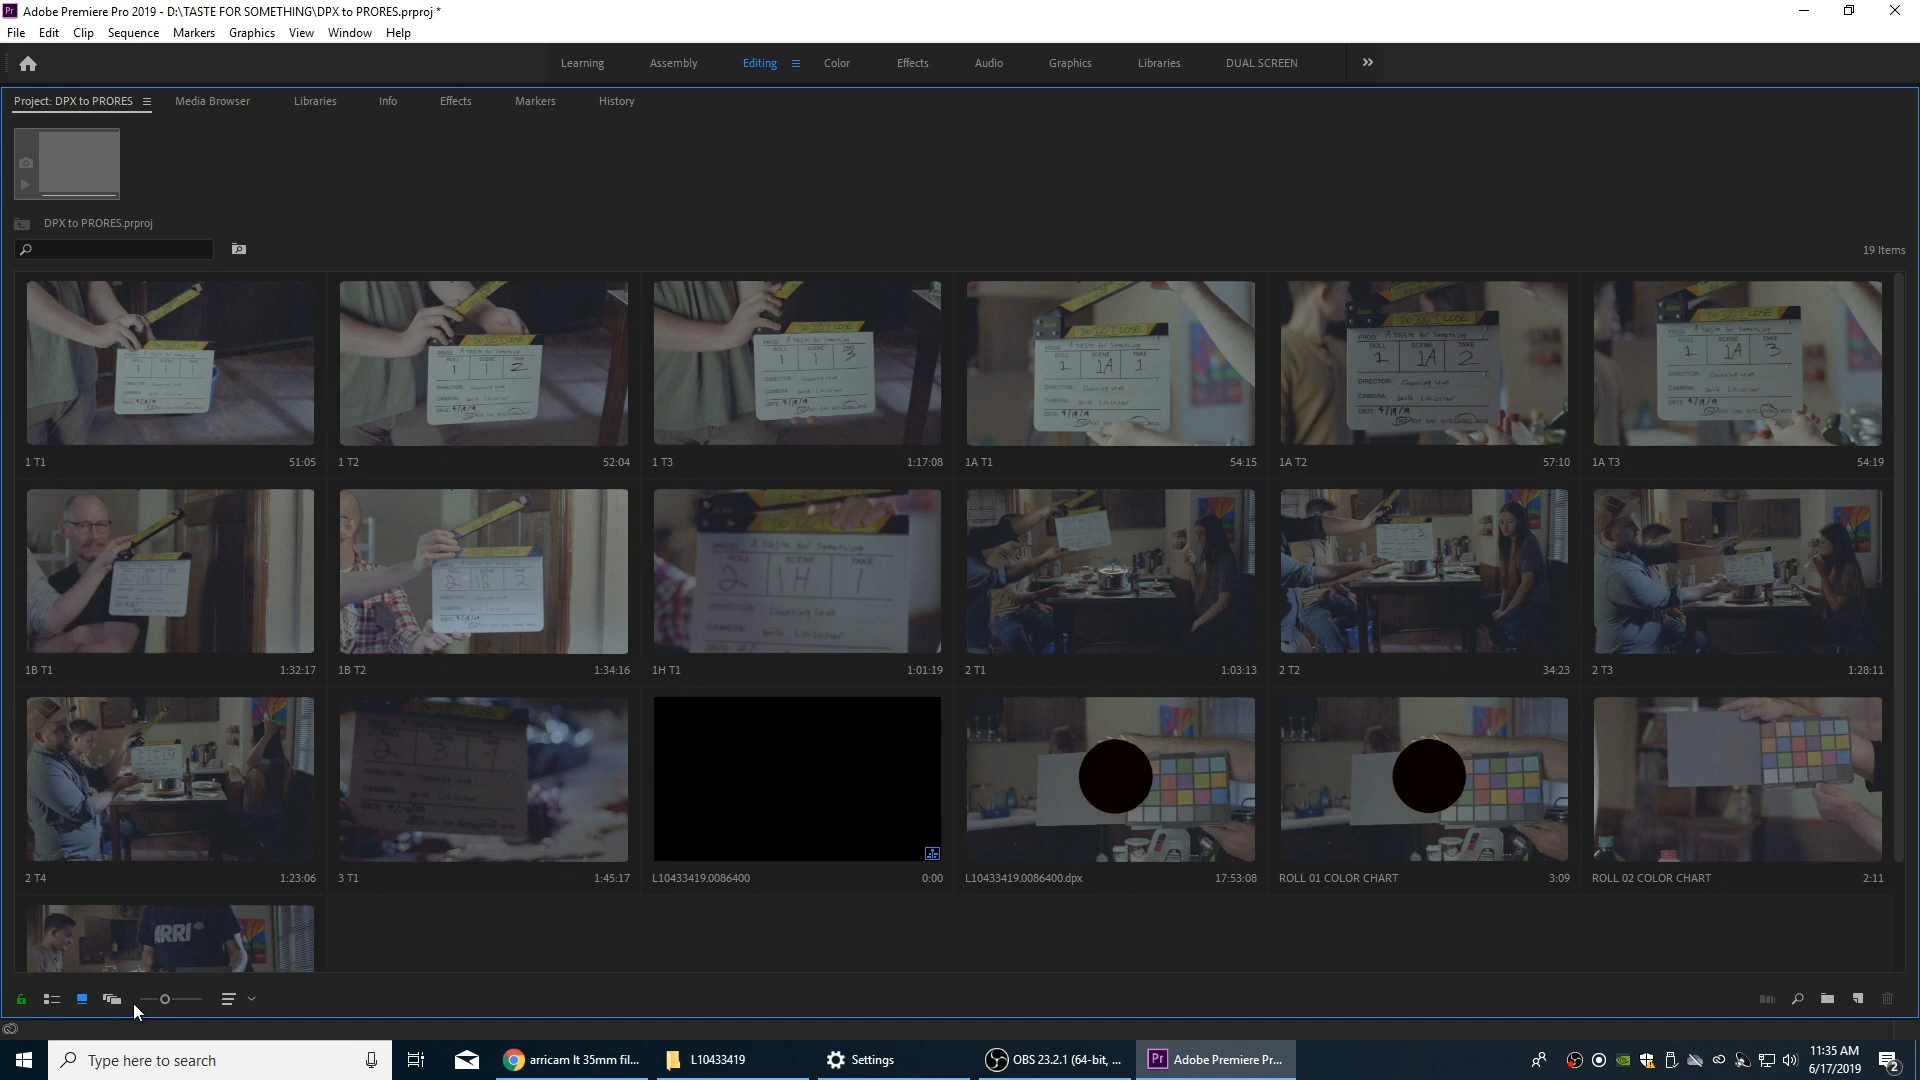 Adobe Premiere Pro 2019 - D:\TASTE FOR SOMETHING\DPX to PRORES.prproj *
File Edit Clip Sequence Markers Graphics View Window Help
Learning Assembly Editing Color Effects Audio Graphics Libraries DUAL SCREEN
Project: DPX to PRORES Media Browser Libraries Info Effects Markers History
DPX to PRORES.prproj
19 Items
1 T1 51:05 1 T2 52:04 1 T3 1:17:08 1A T1 54:15 1A T2 57:10 1A T3 54:19
1B T1 1:32:17 1B T2 1:34:16 1H T1 1:01:19 2 T1 1:03:13 2 T2 34:23 2 T3 1:28:11
2 T4 1:23:06 3 T1 1:45:17 L10433419.0086400 0:00 L10433419.0086400.dpx 17:53:08 ROLL 01 COLOR CHART 3:09 ROLL 02 COLOR CHART 2:11
ARRI
Type here to search arricam lt 35mm fil... L10433419 Settings OBS 23.2.1 (64-bit, ... Adobe Premiere Pr... 11:35 AM
6/17/2019 2